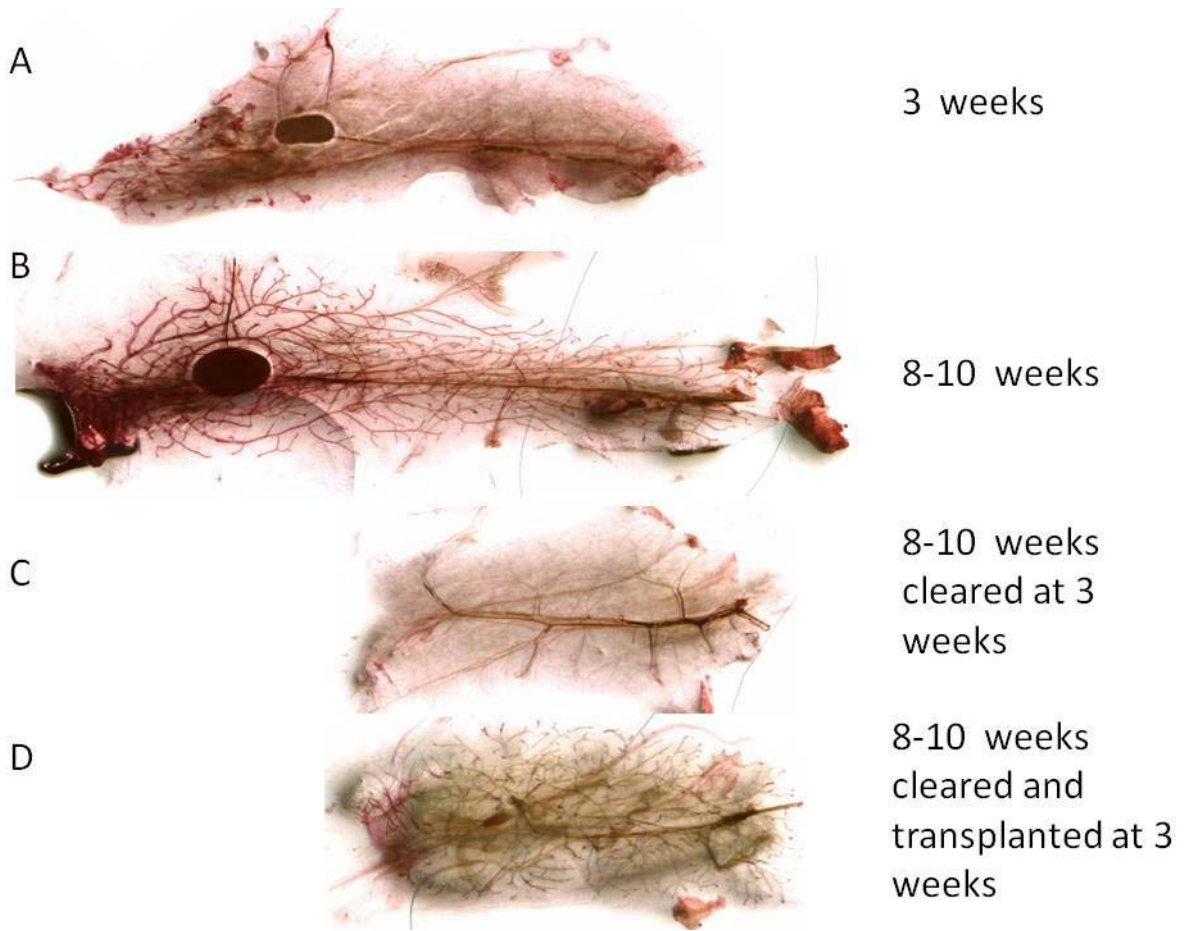 A
3 weeks
B
8-10 weeks
C
8-10 weeks
cleared at 3
weeks
D
8-10 weeks
cleared and
transplanted at 3
weeks